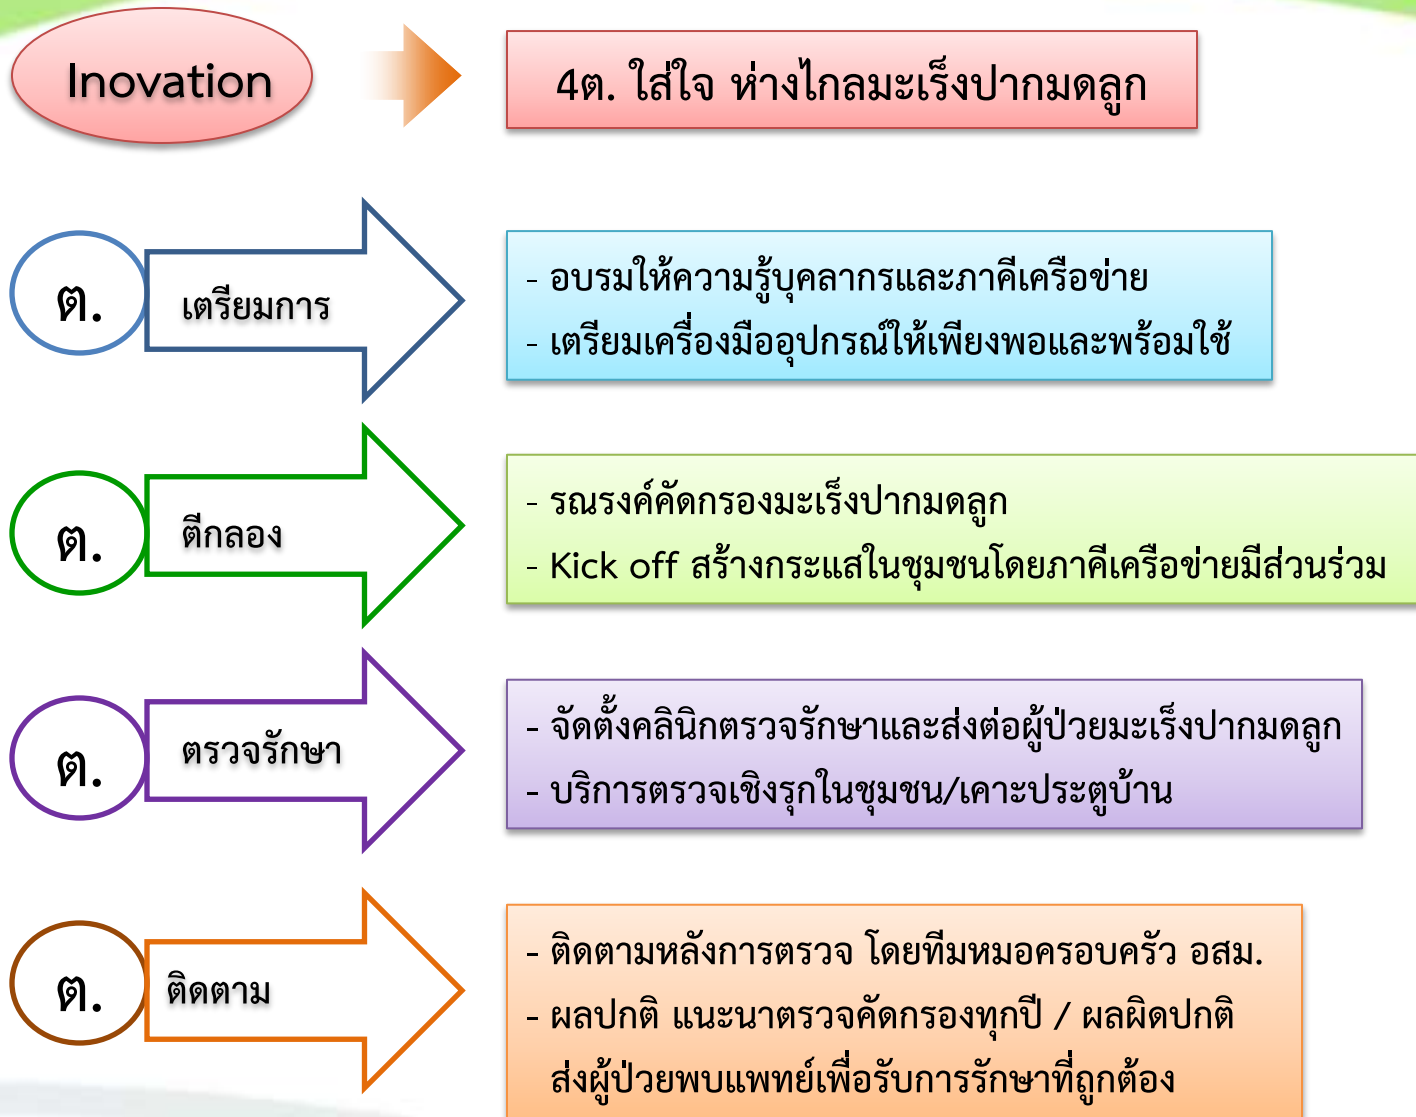 Inovation
4ต. ใส่ใจ ห่างไกลมะเร็งปากมดลูก
ต.
เตรียมการ
- อบรมให้ความรู้บุคลากรและภาคีเครือข่าย
- เตรียมเครื่องมืออุปกรณ์ให้เพียงพอและพร้อมใช้
ต.
ตีกลอง
- รณรงค์คัดกรองมะเร็งปากมดลูก
- Kick off สร้างกระแสในชุมชนโดยภาคีเครือข่ายมีส่วนร่วม
ต.
ตรวจรักษา
- จัดตั้งคลินิกตรวจรักษาและส่งต่อผู้ป่วยมะเร็งปากมดลูก
- บริการตรวจเชิงรุกในชุมชน/เคาะประตูบ้าน
ต.
ติดตาม
- ติดตามหลังการตรวจ โดยทีมหมอครอบครัว อสม.
- ผลปกติ แนะนาตรวจคัดกรองทุกปี / ผลผิดปกติ
ส่งผู้ป่วยพบแพทย์เพื่อรับการรักษาที่ถูกต้อง